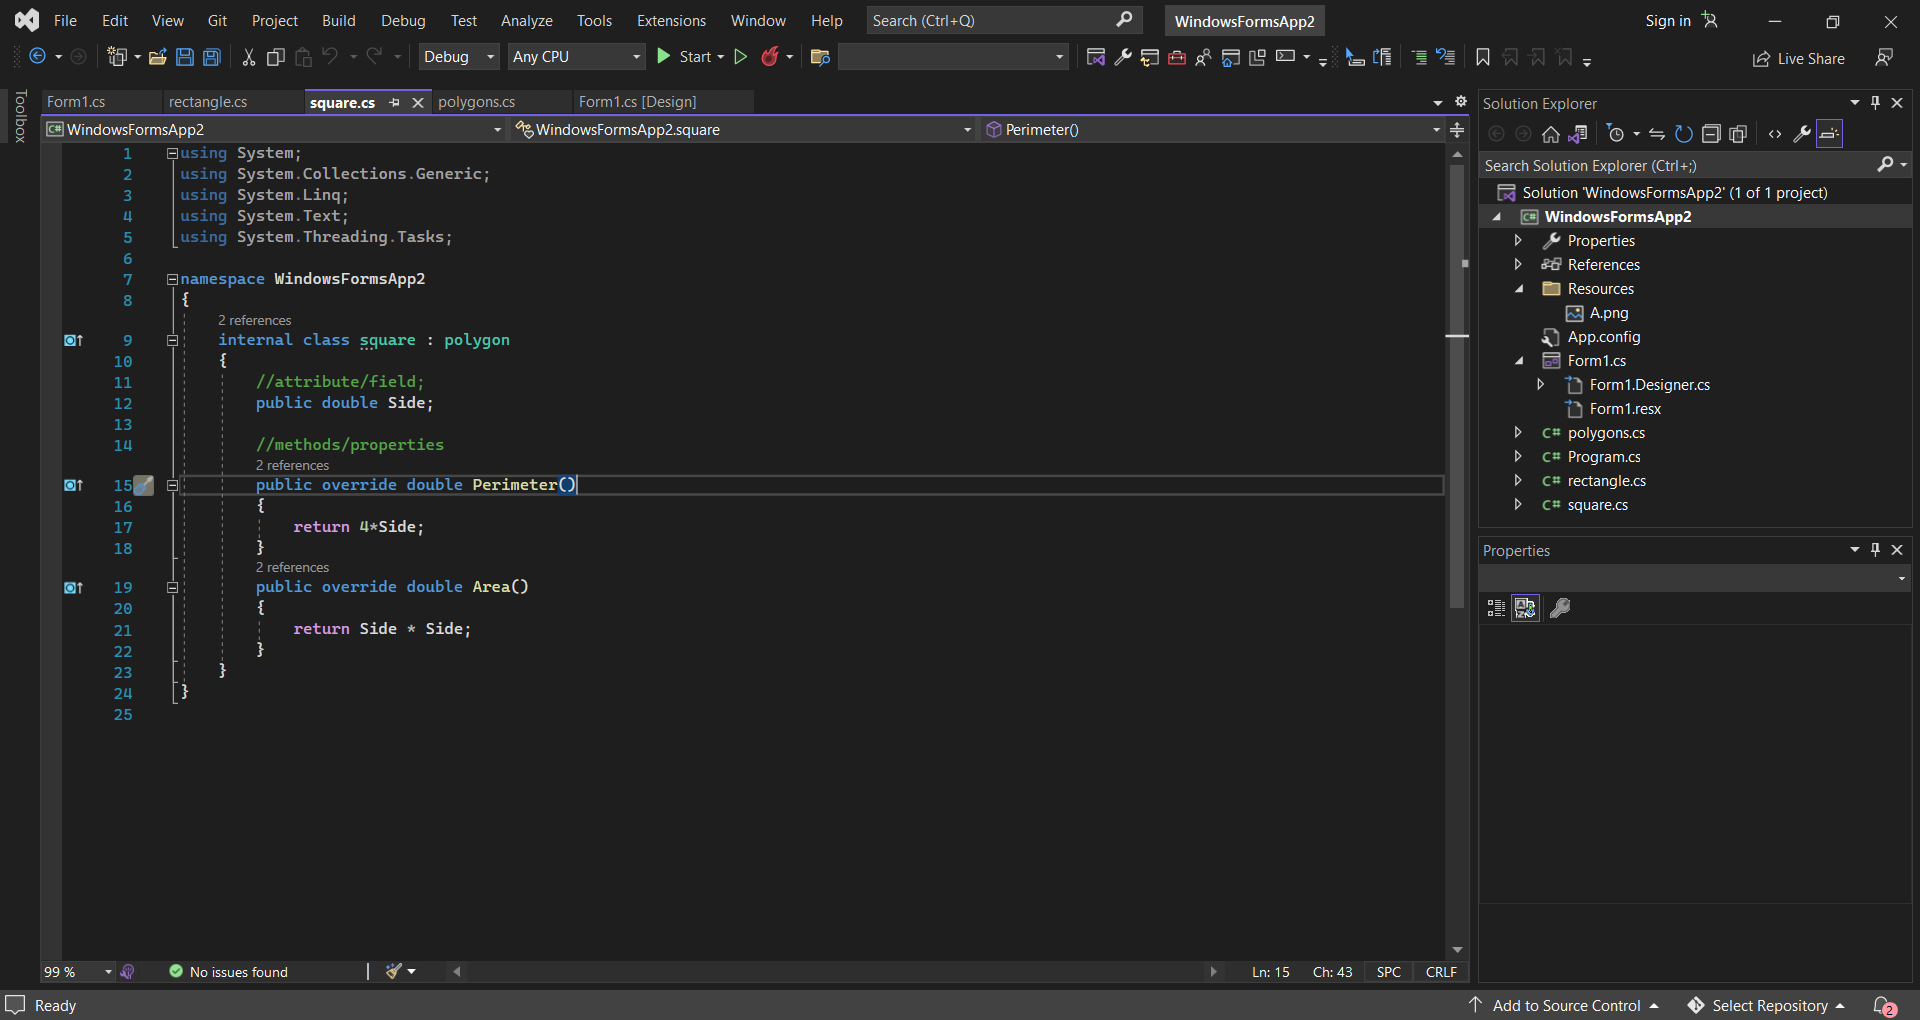 File Edit View Git Project Build Debug Test Analyze Tools Extensions Window Help Search (Ctrl+Q) WindowsFormsApp2 Sign in
Debug Any CPU Start Live Share
Toolbox
Form1.cs rectangle.cs square.cs polygons.cs Form1.cs [Design]
C# WindowsFormsApp2 WindowsFormsApp2.square Perimeter()
1 using System;
2 using System.Collections.Generic;
3 using System.Linq;
4 using System.Text;
5 using System.Threading.Tasks;
6
7 namespace WindowsFormsApp2
8 {
2 references
9 internal class square : polygon
10 {
11 //attribute/field;
12 public double Side;
13
14 //methods/properties
2 references
15 public override double Perimeter()
16 {
17 return 4*Side;
18 }
2 references
19 public override double Area()
20 {
21 return Side * Side;
22 }
23 }
24 }
25
99 % No issues found Ln: 15 Ch: 43 SPC CRLF
Solution Explorer
Search Solution Explorer (Ctrl+;)
Solution 'WindowsFormsApp2' (1 of 1 project)
C# WindowsFormsApp2
Properties
References
Resources
A.png
App.config
Form1.cs
Form1.Designer.cs
Form1.resx
C# polygons.cs
C# Program.cs
C# rectangle.cs
C# square.cs
Properties
Ready Add to Source Control Select Repository 2